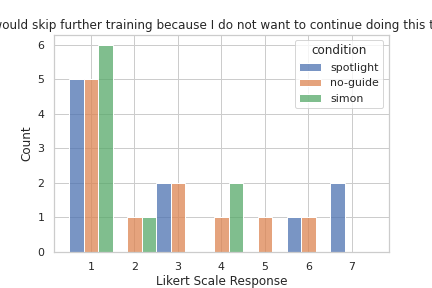 would skip further training because I do not want to continue doing this
condition
spotlight
no-guide
simon
6
5
4
3
2
1
0
Count
1 2 3 4 5 6 7
Likert Scale Response